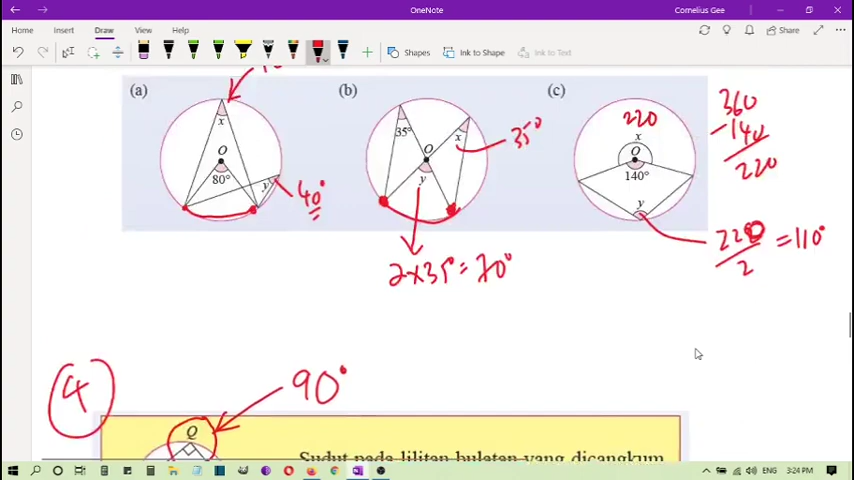 OneNote
Cornelius Gee
Home Insert Draw View Help
Share
Shapes
Ink to Shape
Ink to Text
(a) (b) (c)
x
O
80°
y
40°
35°
O
x
y
35°
2×35°=70°
220
x
O
140°
y
360
-140
220
220
2
=110°
4
90°
Q
Sudut pada lilitan bulatan yang dicangkum
ENG
3:24 PM